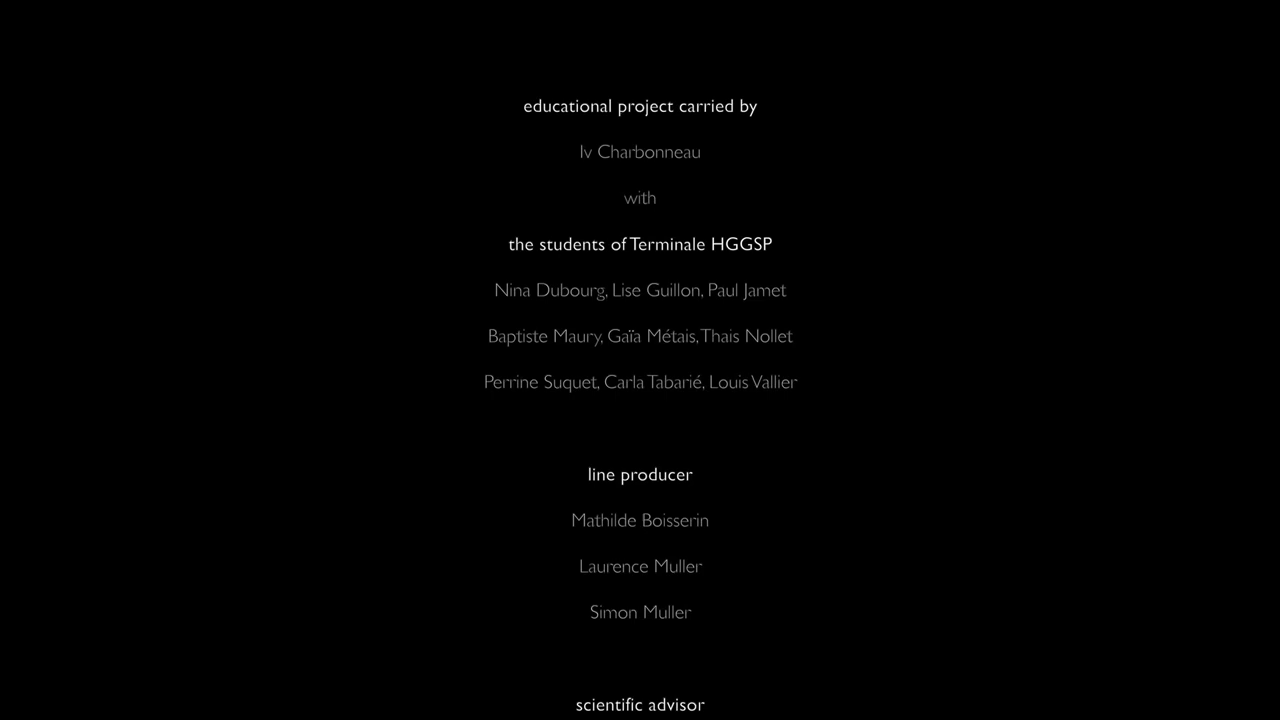 educational project carried by
Iv Charbonneau
with
the students of Terminale HGGSP
Nina Dubourg, Lise Guillon, Paul Jamet
Baptiste Maury, Gaïa Métais, Thais Nollet
Perrine Suquet, Carla Tabarié, Louis Vallier
line producer
Mathilde Boisserin
Laurence Muller
Simon Muller
scientific advisor